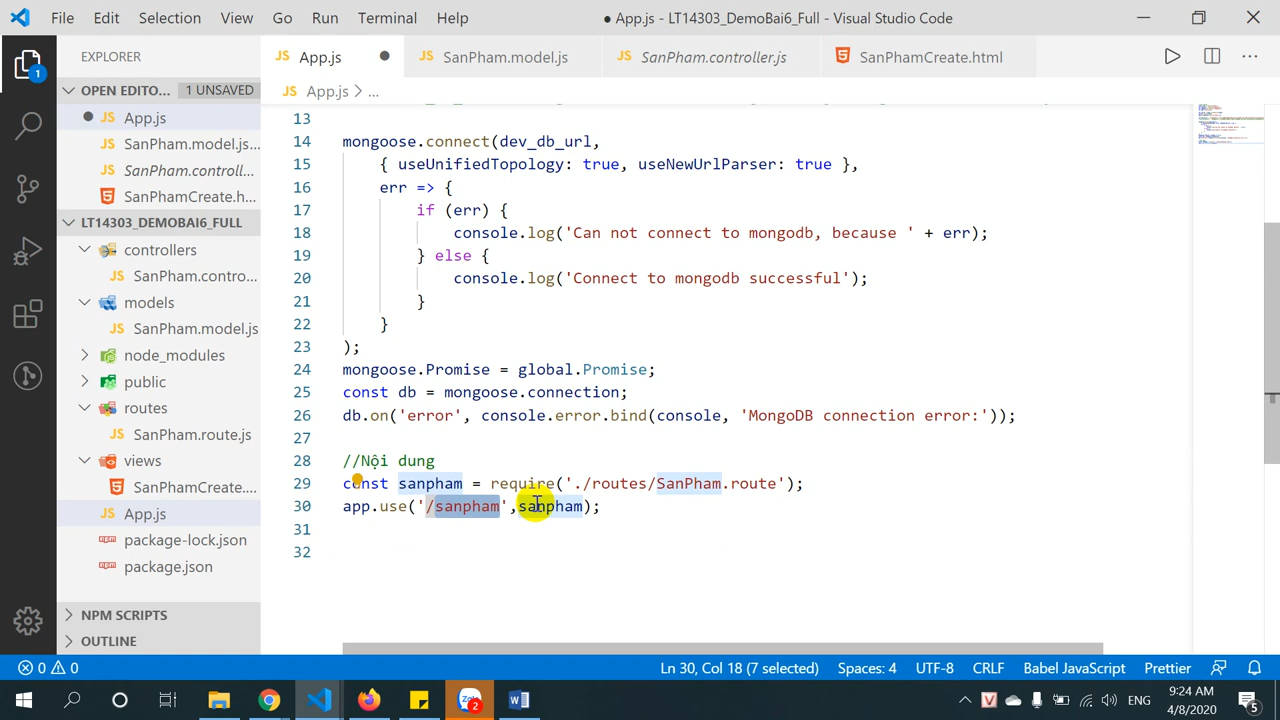 File Edit Selection View Go Run Terminal Help
● App.js - LT14303_DemoBai6_Full - Visual Studio Code
EXPLORER
OPEN EDITO... 1 UNSAVED
App.js
SanPham.model.js...
SanPham.controll...
SanPhamCreate.h...
LT14303_DEMOBAI6_FULL
controllers
SanPham.contro...
models
SanPham.model.js
node_modules
public
routes
SanPham.route.js
views
SanPhamCreate....
App.js
package-lock.json
package.json
NPM SCRIPTS
OUTLINE
App.js SanPham.model.js SanPham.controller.js SanPhamCreate.html
App.js > ...
13
14 mongoose.connect(dev_db_url,
15 { useUnifiedTopology: true, useNewUrlParser: true },
16 err => {
17 if (err) {
18 console.log('Can not connect to mongodb, because ' + err);
19 } else {
20 console.log('Connect to mongodb successful');
21 }
22 }
23 );
24 mongoose.Promise = global.Promise;
25 const db = mongoose.connection;
26 db.on('error', console.error.bind(console, 'MongoDB connection error:'));
27
28 //Nội dung
29 const sanpham = require('./routes/SanPham.route');
30 app.use('/sanpham',sanpham);
31
32
0 0 Ln 30, Col 18 (7 selected) Spaces: 4 UTF-8 CRLF Babel JavaScript Prettier
ENG 9:24 AM
4/8/2020